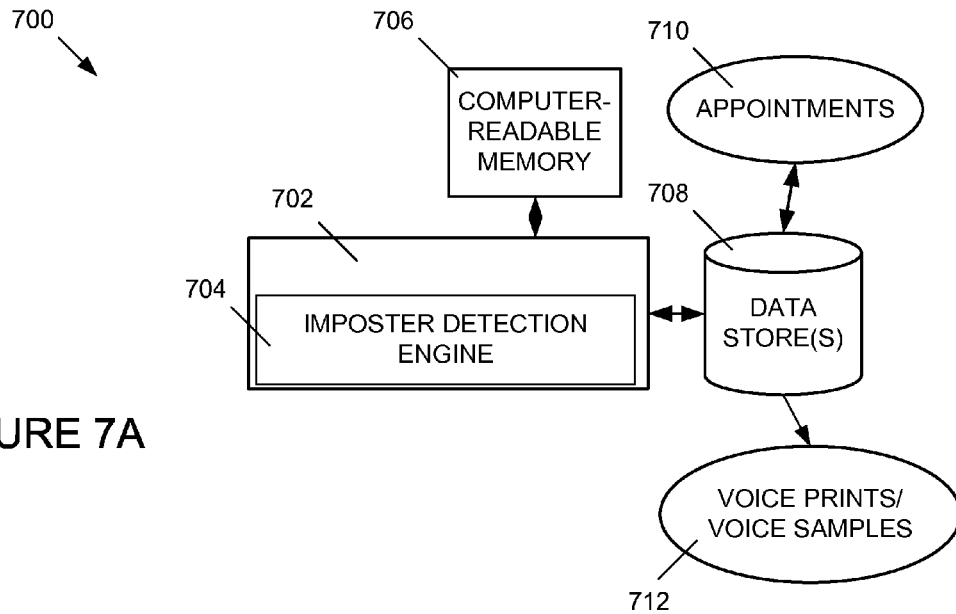 700
706
710
COMPUTER-
READABLE
MEMORY
APPOINTMENTS
702
708
704
IMPOSTER DETECTION
ENGINE
DATA
STORE(S)
URE 7A
VOICE PRINTS/
VOICE SAMPLES
712